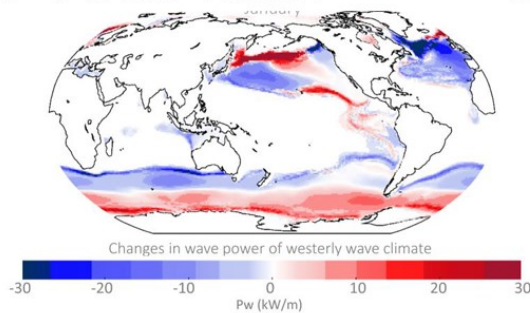 January
Changes in wave power of westerly wave climate
-30 -20 -10 0 10 20 30
Pw (kW/m)